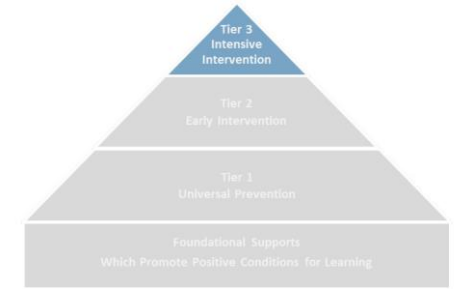 Tier 3
Intensive
Intervention
Tier 2
Early Intervention
Tier 1
Universal Prevention
Foundational Supports
Which Promote Positive Conditions for Learning